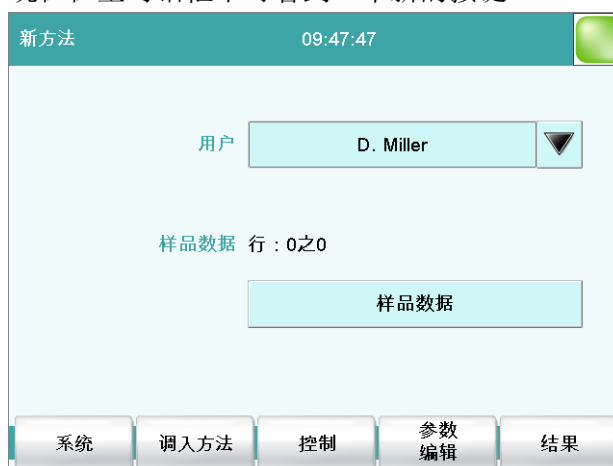 新方法 09:47:47
用户 D. Miller
样品数据 行：0之0
样品数据
系统 调入方法 控制 参数 结果
编辑